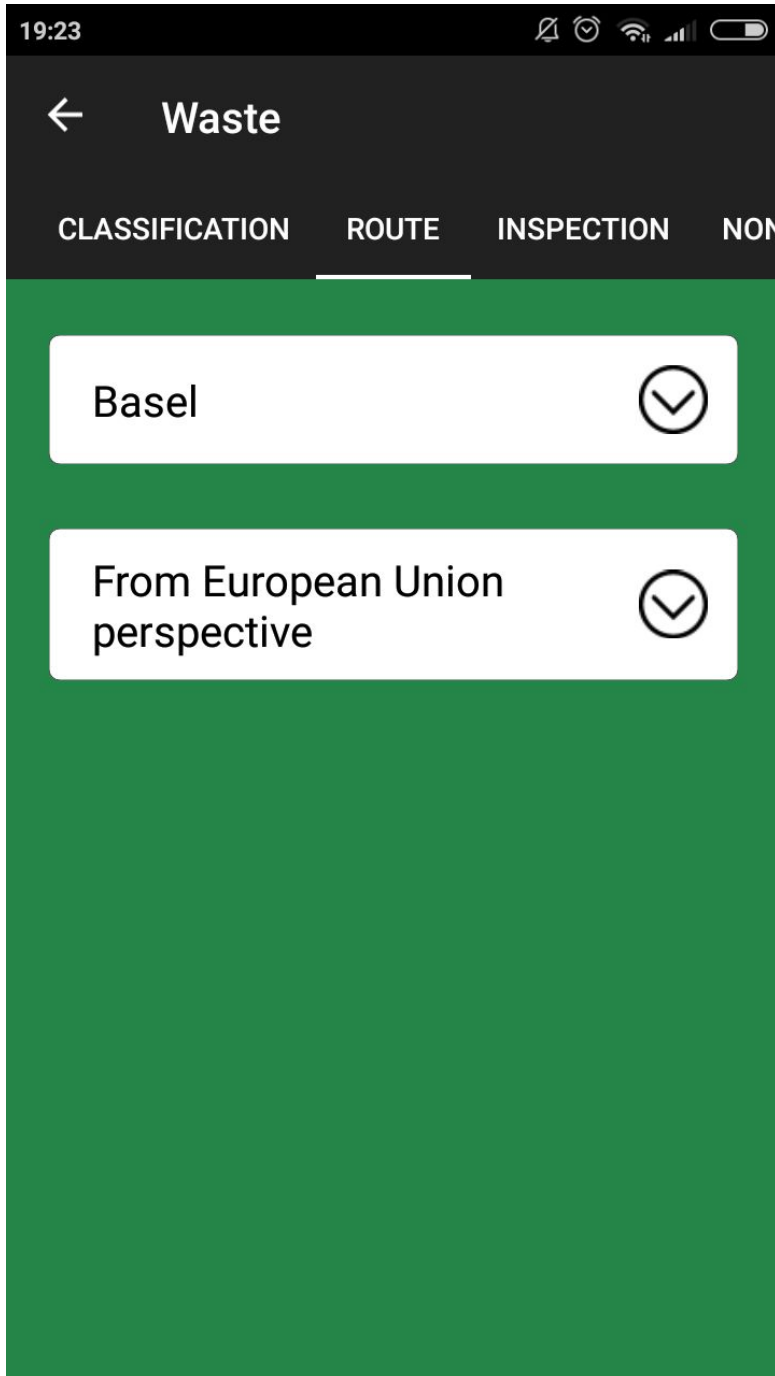 19:23
Waste
CLASSIFICATION ROUTE INSPECTION NON
Basel
From European Union
perspective